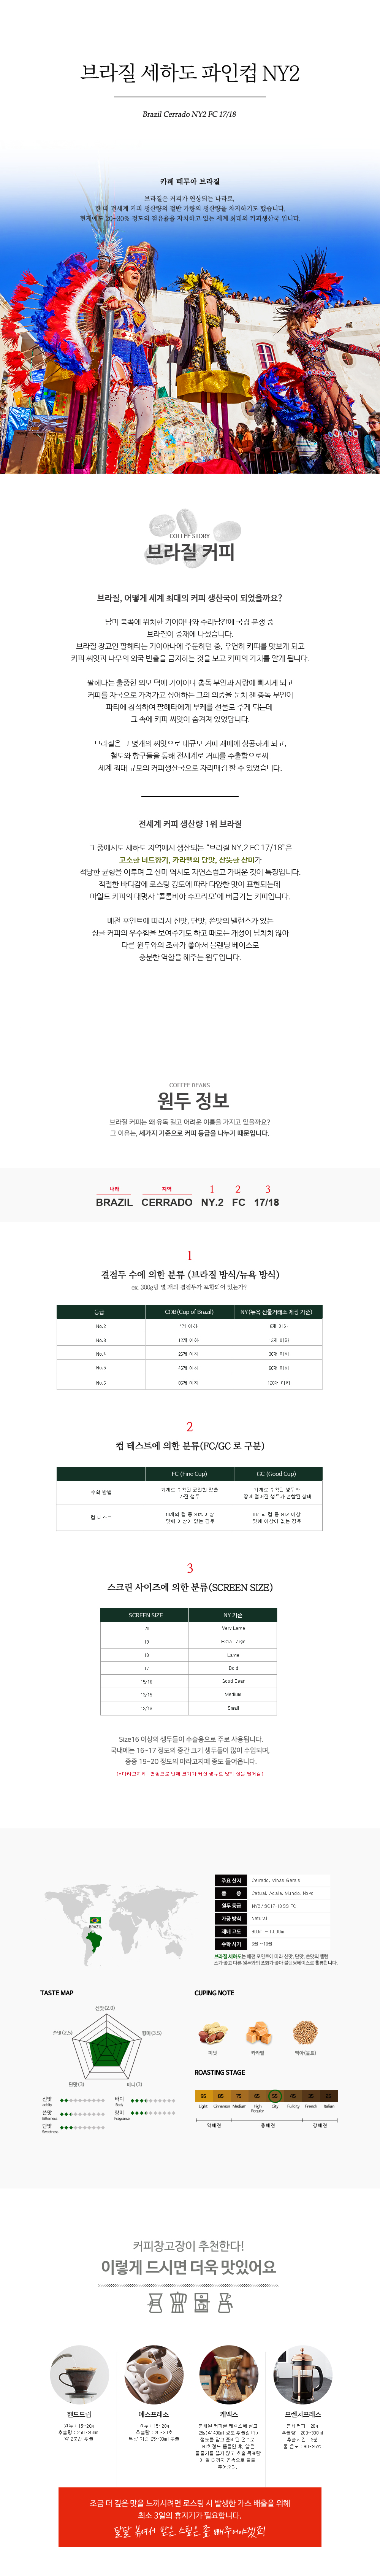 브라질 세하도 파인컵 NY2
Brazil Cerrado NY2 FC 17/18
카페 떼투아 브라질
브라질은 커피가 연상되는 나라로,
한 때 전세계 커피 생산량의 절반 가량의 생산량을 차지하기도 했습니다.
현재에도 20~30% 정도의 점유율을 차지하고 있는 세계 최대의 커피생산국 입니다.
COFFEE STORY
브라질 커피
브라질, 어떻게 세계 최대의 커피 생산국이 되었을까요?
남미 북쪽에 위치한 기아이나와 수리남간에 국경 분쟁 중
브라질이 중재에 나섰습니다.
브라질 장교인 팔헤타는 기아이나에 주둔하던 중, 우연히 커피를 맛보게 되고
커피 씨앗과 나무의 외국 반출을 금지하는 것을 보고 커피의 가치를 알게 됩니다.
팔헤타는 출중한 외모 덕에 기아이나 총독 부인과 사랑에 빠지게 되고
커피를 자국으로 가져가고 싶어하는 그의 의중을 눈치 챈 총독 부인이
파티에 참석하여 팔헤타에게 부케를 선물로 주게 되는데
그 속에 커피 씨앗이 숨겨져 있었답니다.
브라질은 그 몇개의 씨앗으로 대규모 커피 재배에 성공하게 되고,
철도와 항구들을 통해 전세계로 커피를 수출함으로써
세계 최대 규모의 커피생산국으로 자리매김 할 수 있었습니다.
전세계 커피 생산량 1위 브라질
그 중에서도 세하도 지역에서 생산되는 “브라질 NY.2 FC 17/18”은
고소한 너트향기, 카라멜의 단맛, 산뜻한 산미가
적당한 균형을 이루며 그 산미 역시도 자연스럽고 가벼운 것이 특징입니다.
적절한 바디감에 로스팅 강도에 따라 다양한 맛이 표현되는데
마일드 커피의 대명사 ‘콜롬비아 수프리모’에 버금가는 커피입니다.
배전 포인트에 따라서 신맛, 단맛, 쓴맛의 밸런스가 있는
싱글 커피의 우수함을 보여주기도 하고 때로는 개성이 넘치치 않아
다른 원두와의 조화가 좋아서 블렌딩 베이스로
충분한 역할을 해주는 원두입니다.
COFFEE BEANS
원두 정보
브라질 커피는 왜 유독 길고 어려운 이름을 가지고 있을까요?
그 이유는, 세가지 기준으로 커피 등급을 나누기 때문입니다.
나라 지역 1 2 3
BRAZIL CERRADO NY.2 FC 17/18
1
결점두 수에 의한 분류 (브라질 방식/뉴욕 방식)
ex. 300g당 몇 개의 결점두가 포함되어 있는가?
등급 COB(Cup of Brazil) NY(뉴욕 선물거래소 제정 기준)
No.2 4개 이하 6개 이하
No.3 12개 이하 13개 이하
No.4 26개 이하 30개 이하
No.5 46개 이하 60개 이하
No.6 86개 이하 120개 이하
2
컵 테스트에 의한 분류(FC/GC 로 구분)
FC (Fine Cup) GC (Good Cup)
수확 방법 기계로 수확된 균일한 맛을 가진 생두 기계로 수확된 생두와 땅에 떨어진 생두가 혼합된 상태
컵 테스트 10개의 컵 중 90% 이상 맛에 이상이 없는 경우 10개의 컵 중 80% 이상 맛에 이상이 없는 경우
3
스크린 사이즈에 의한 분류(SCREEN SIZE)
SCREEN SIZE NY 기준
20 Very Large
19 Extra Large
18 Large
17 Bold
15/16 Good Bean
13/15 Medium
12/13 Small
Size16 이상의 생두들이 수출용으로 주로 사용됩니다.
국내에는 16~17 정도의 중간 크기 생두들이 많이 수입되며,
종종 19~20 정도의 마라고지페 종도 들어옵니다.
(*마라고지페 : 변종으로 인해 크기가 커진 생두로 맛의 질은 떨어짐)
BRAZIL
주요 산지 Cerrado, Minas Gerais
품 종 Catuai, Acaia, Mundo, Novo
원두 등급 NY2 / SC17-18 SS FC
가공 방식 Natural
재배 고도 900m ~ 1,000m
수확 시기 6월 ~ 10월
브라질 세하도는 배전 포인트에 따라 신맛, 단맛, 쓴맛의 밸런
스가 좋고 다른 원두와의 조화가 좋아 블렌딩베이스로 훌륭합니다.
TASTE MAP
신맛(2.0)
쓴맛(2.5) 향미(3.5)
단맛(3) 바디(3)
신맛 acidity 바디 Body
쓴맛 Bitterness 향미 Fragrance
단맛 Sweetness
CUPING NOTE
피넛 카라멜 맥아(몰트)
ROASTING STAGE
95 85 75 65 55 45 35 25
Light Cinnamon Medium High Regular City Fullcity French Italian
약배전 중배전 강배전
커피창고장이 추천한다!
이렇게 드시면 더욱 맛있어요
핸드드립
원두 : 15~20g
추출량 : 250~250ml
약 2분간 추출
에스프레소
원두 : 15~20g
추출량 : 25~30초
투샷 기준 25~30ml 추출
케멕스
분쇄된 커피를 케멕스에 담고
25g(약 400ml 정도 추출일 때)
정도를 담고 준비된 온수로
30초 정도 뜸들인 후, 얇은
물줄기를 끊지 않고 추출 목표량
이 될 때까지 연속으로 물을
부어준다.
프렌치프레스
분쇄커피 : 20g
추출량 : 200~300ml
추출시간 : 3분
물 온도 : 90~95℃
조금 더 깊은 맛을 느끼시려면 로스팅 시 발생한 가스 배출을 위해
최소 3일의 휴지기가 필요합니다.